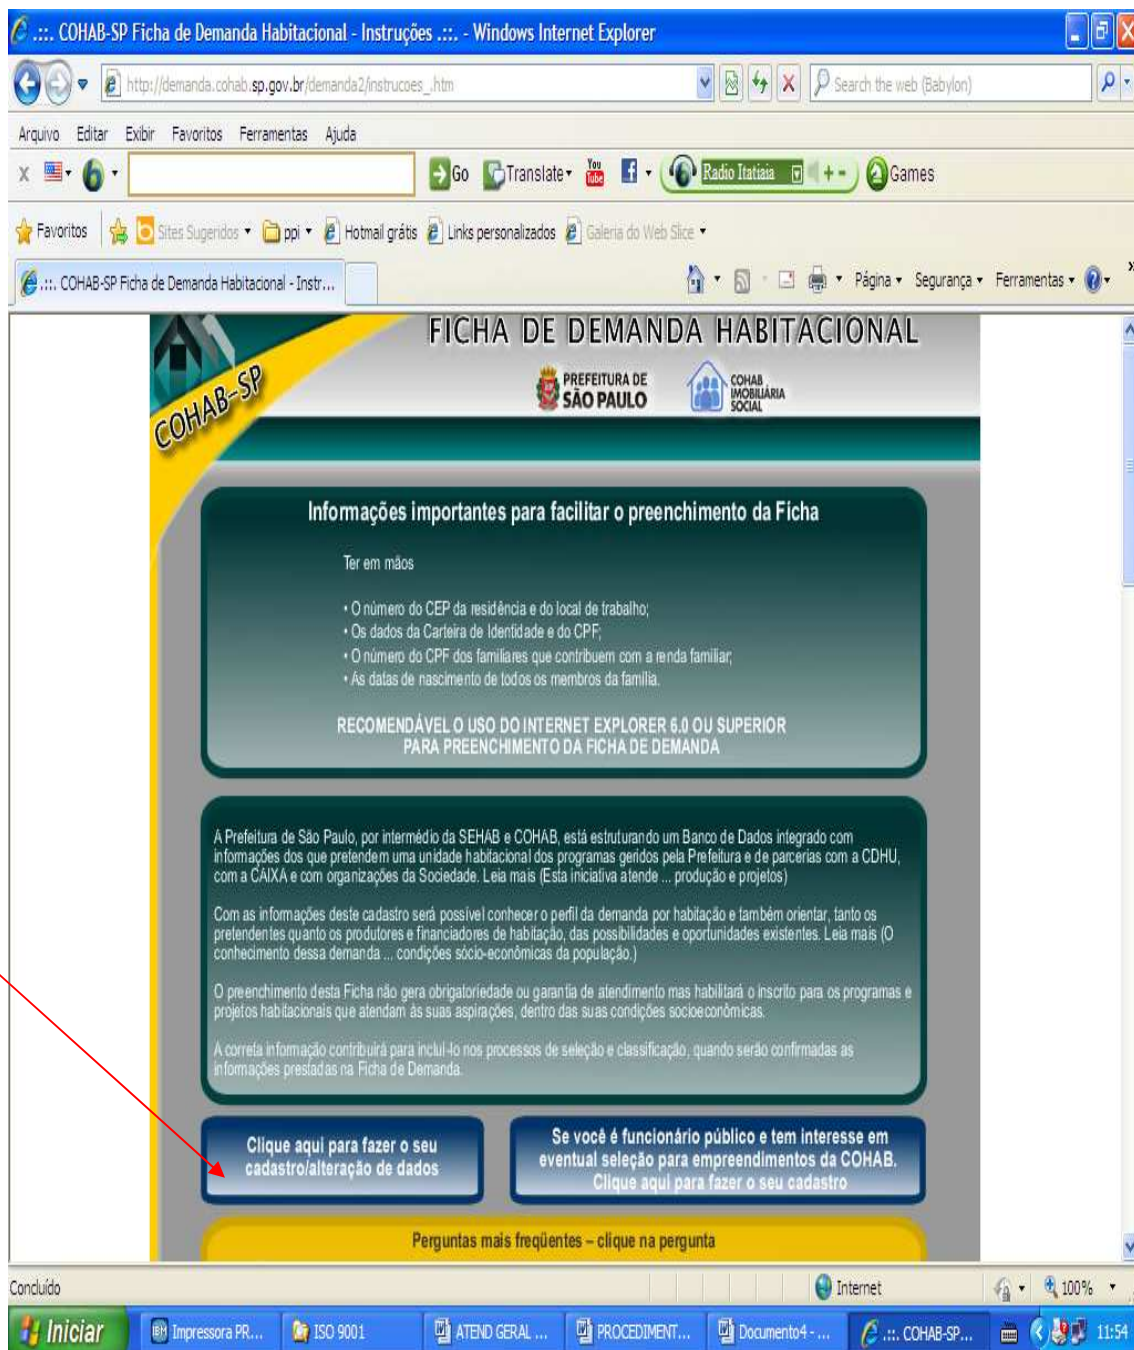 .:::. COHAB-SP Ficha de Demanda Habitacional - Instruções .:::. - Windows Internet Explorer
http://demanda.cohab.sp.gov.br/demanda2/instrucoes_.htm
Search the web (Babylon)
Arquivo Editar Exibir Favoritos Ferramentas Ajuda
X Go Translate You Tube f Radio Itatiaia + - Games
Favoritos Sites Sugeridos ppi Hotmail grátis Links personalizados Galeria do Web Slice
.:::. COHAB-SP Ficha de Demanda Habitacional - Instr... Página Segurança Ferramentas »
FICHA DE DEMANDA HABITACIONAL
COHAB-SP
PREFEITURA DE
SÃO PAULO
COHAB
IMOBILIÁRIA
SOCIAL
Informações importantes para facilitar o preenchimento da Ficha
Ter em mãos
• O número do CEP da residência e do local de trabalho;
• Os dados da Carteira de Identidade e do CPF;
• O número do CPF dos familiares que contribuem com a renda familiar;
• As datas de nascimento de todos os membros da família.
RECOMENDÁVEL O USO DO INTERNET EXPLORER 6.0 OU SUPERIOR
PARA PREENCHIMENTO DA FICHA DE DEMANDA
A Prefeitura de São Paulo, por intermédio da SEHAB e COHAB, está estruturando um Banco de Dados integrado com
informações dos que pretendem uma unidade habitacional dos programas geridos pela Prefeitura e de parcerias com a CDHU,
com a CAIXA e com organizações da Sociedade. Leia mais (Esta iniciativa atende ... produção e projetos)
Com as informações deste cadastro será possível conhecer o perfil da demanda por habitação e também orientar, tanto os
pretendentes quanto os produtores e financiadores de habitação, das possibilidades e oportunidades existentes. Leia mais (O
conhecimento dessa demanda ... condições sócio-econômicas da população.)
O preenchimento desta Ficha não gera obrigatoriedade ou garantia de atendimento mas habilitará o inscrito para os programas e
projetos habitacionais que atendam às suas aspirações, dentro das suas condições socioeconômicas.
A correta informação contribuirá para incluí-lo nos processos de seleção e classificação, quando serão confirmadas as
informações prestadas na Ficha de Demanda.
Clique aqui para fazer o seu
cadastro/alteração de dados
Se você é funcionário público e tem interesse em
eventual seleção para empreendimentos da COHAB.
Clique aqui para fazer o seu cadastro
Perguntas mais freqüentes – clique na pergunta
Concluído Internet 100%
Iniciar IBM Impressora PR... ISO 9001 ATEND GERAL ... PROCEDIMENT... Documento4 - ... .:::. COHAB-SP... 11:54